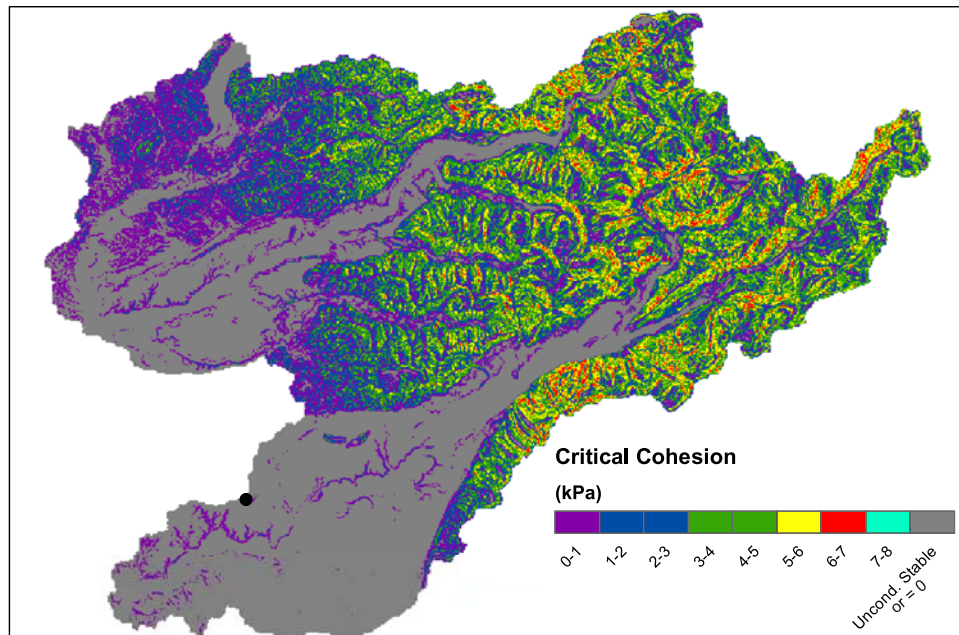 Critical Cohesion
(kPa)
0-1
1-2
2-3
3-4
4-5
5-6
6-7
7-8
Uncond. Stable
or = 0